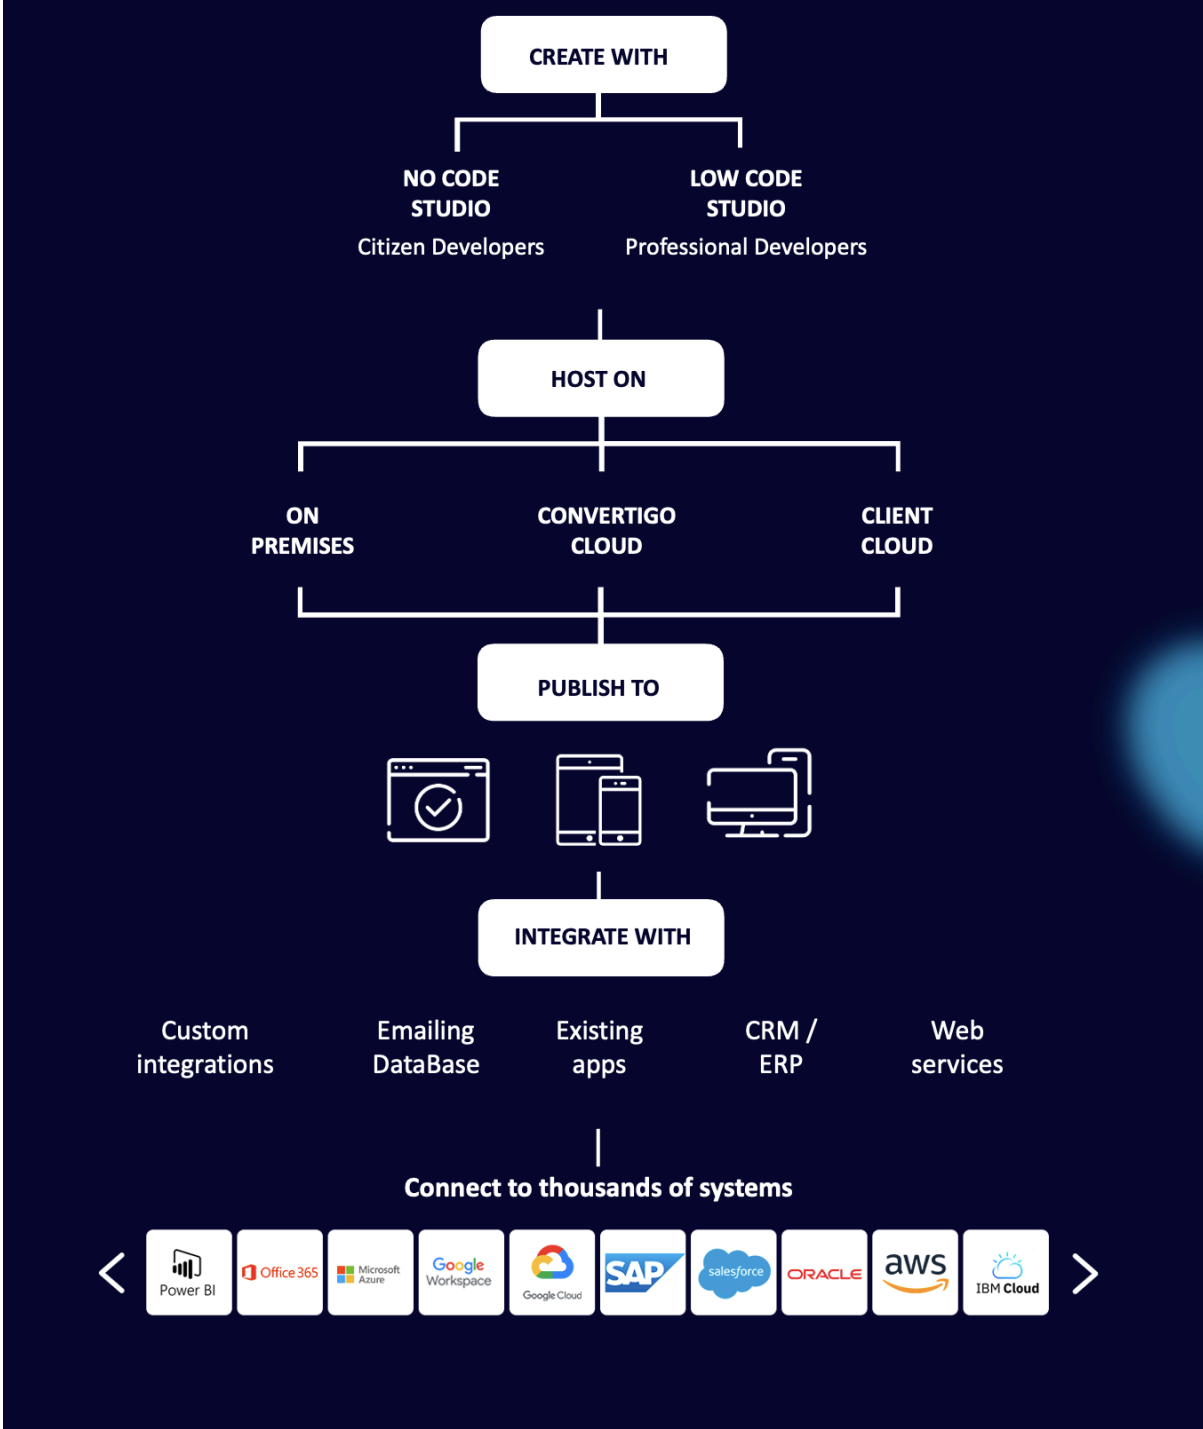 CREATE WITH
NO CODE
STUDIO
Citizen Developers
LOW CODE
STUDIO
Professional Developers
HOST ON
ON
PREMISES
CONVERTIGO
CLOUD
CLIENT
CLOUD
PUBLISH TO
INTEGRATE WITH
Custom
integrations
Emailing
DataBase
Existing
apps
CRM /
ERP
Web
services
Connect to thousands of systems
Power BI
Office 365
Microsoft
Azure
Google
Workspace
Google Cloud
SAP
salesforce
ORACLE
aws
IBM Cloud